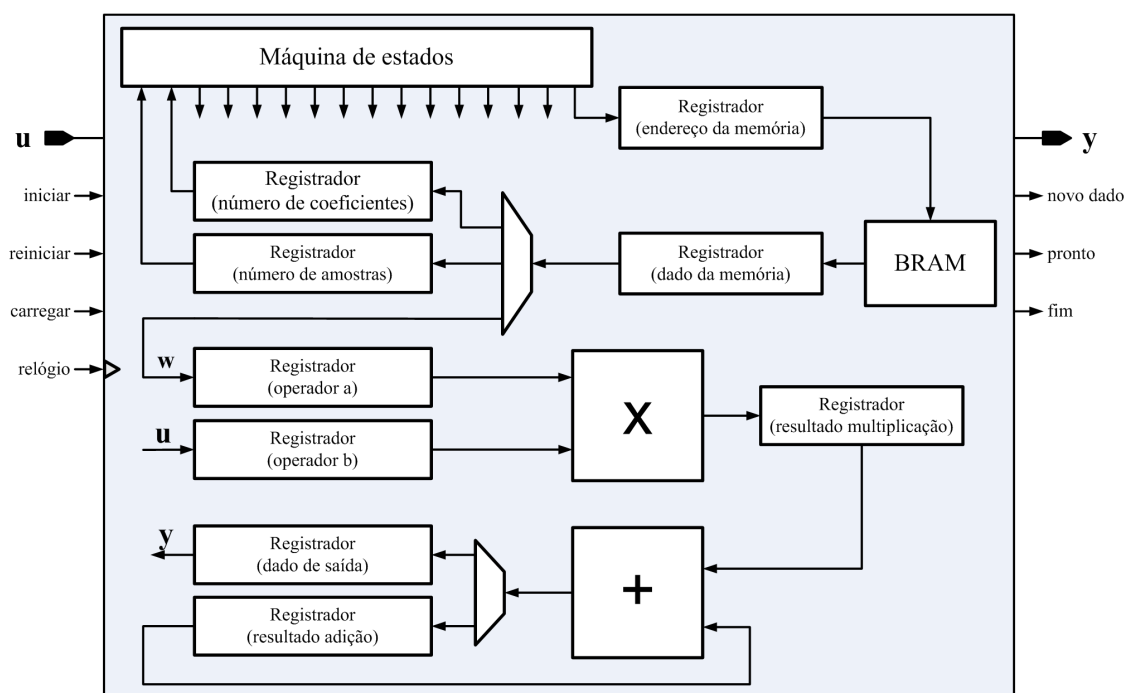 Máquina de estados
Registrador
(endereço da memória)
u
y
iniciar
novo dado
Registrador
(número de coeficientes)
reiniciar
pronto
Registrador
(número de amostras)
Registrador
(dado da memória)
BRAM
carregar
fim
relógio
w
Registrador
(operador a)
X
Registrador
(resultado multiplicação)
u
Registrador
(operador b)
y
Registrador
(dado de saída)
+
Registrador
(resultado adição)